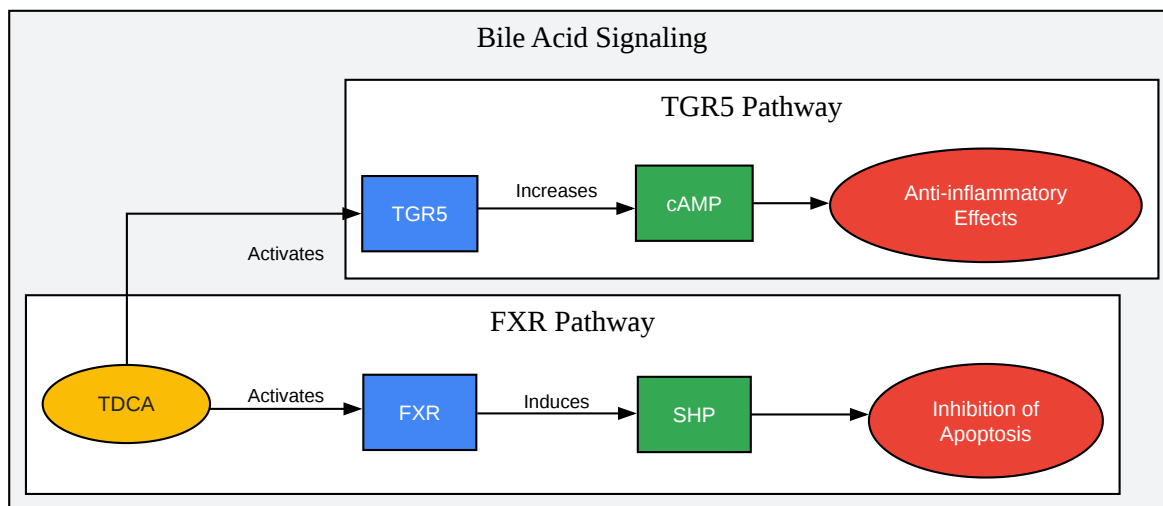 Bile Acid Signaling
TGR5 Pathway
TGR5
Increases
cAMP
Anti-inflammatory
Effects
Activates
FXR Pathway
TDCA
Activates
FXR
Induces
SHP
Inhibition of
Apoptosis